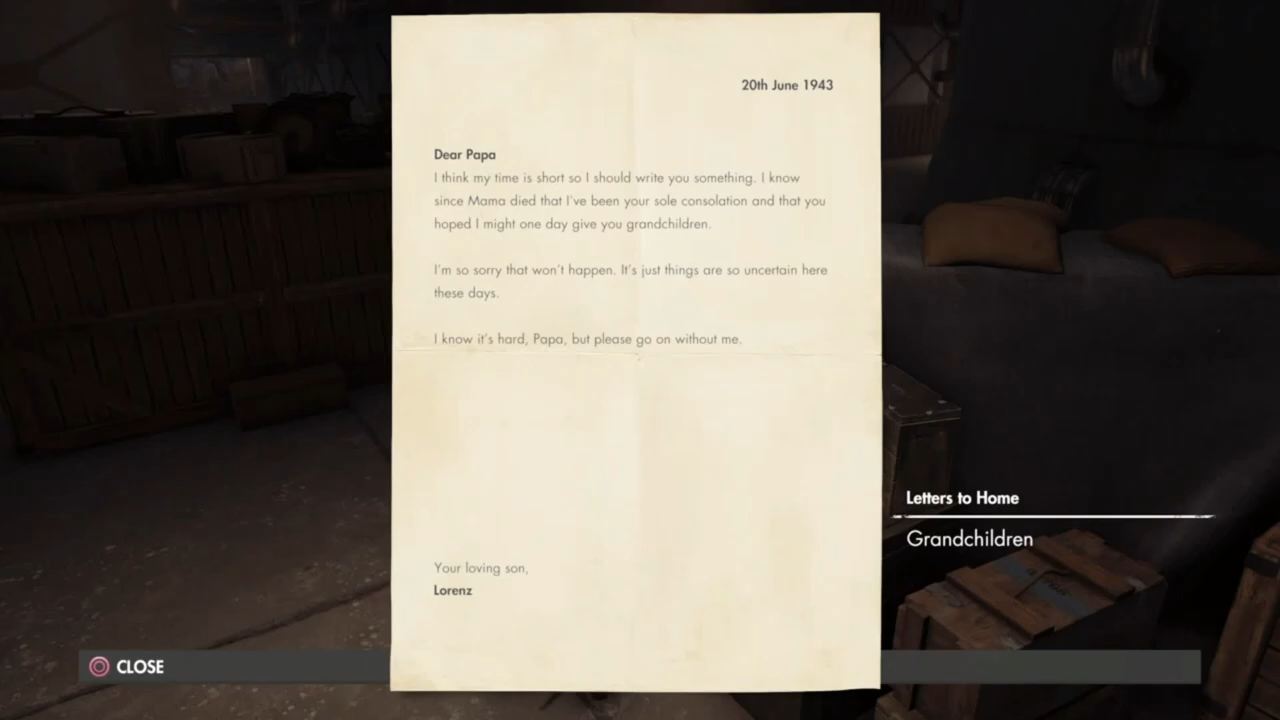 20th June 1943
Dear Papa
I think my time is short so I should write you something. I know
since Mama died that I've been your sole consolation and that you
hoped I might one day give you grandchildren.
I'm so sorry that won't happen. It's just things are so uncertain here
these days.
I know it's hard, Papa, but please go on without me.
Your loving son,
Lorenz
Letters to Home
Grandchildren
CLOSE